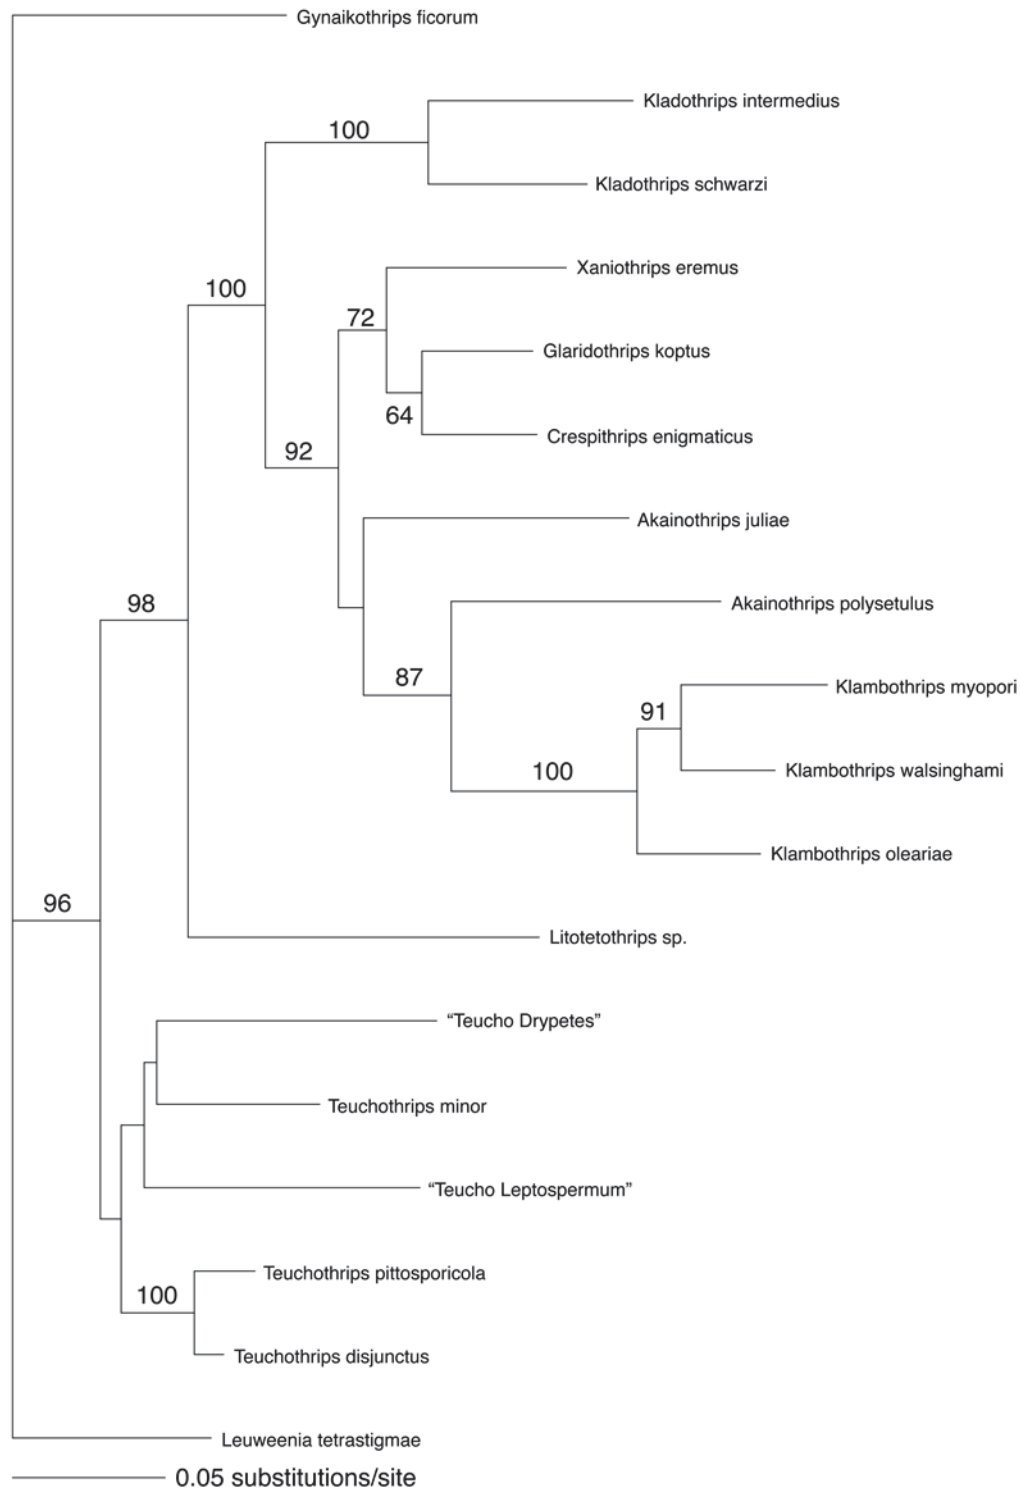 Gynaikothrips ficorum
Kladothrips intermedius
100
Kladothrips schwarzi
Xaniothrips eremus
100
72
Glaridothrips koptus
64
Crespithrips enigmaticus
92
Akainothrips juliae
98
Akainothrips polysetulus
87
Klambothrips myopori
91
Klambothrips walsinghami
100
Klambothrips oleariae
96
Litotetothrips sp.
“Teucho Drypetes”
Teuchothrips minor
“Teucho Leptospermum”
Teuchothrips pittosporicola
100
Teuchothrips disjunctus
Leuweenia tetrastigmae
0.05 substitutions/site